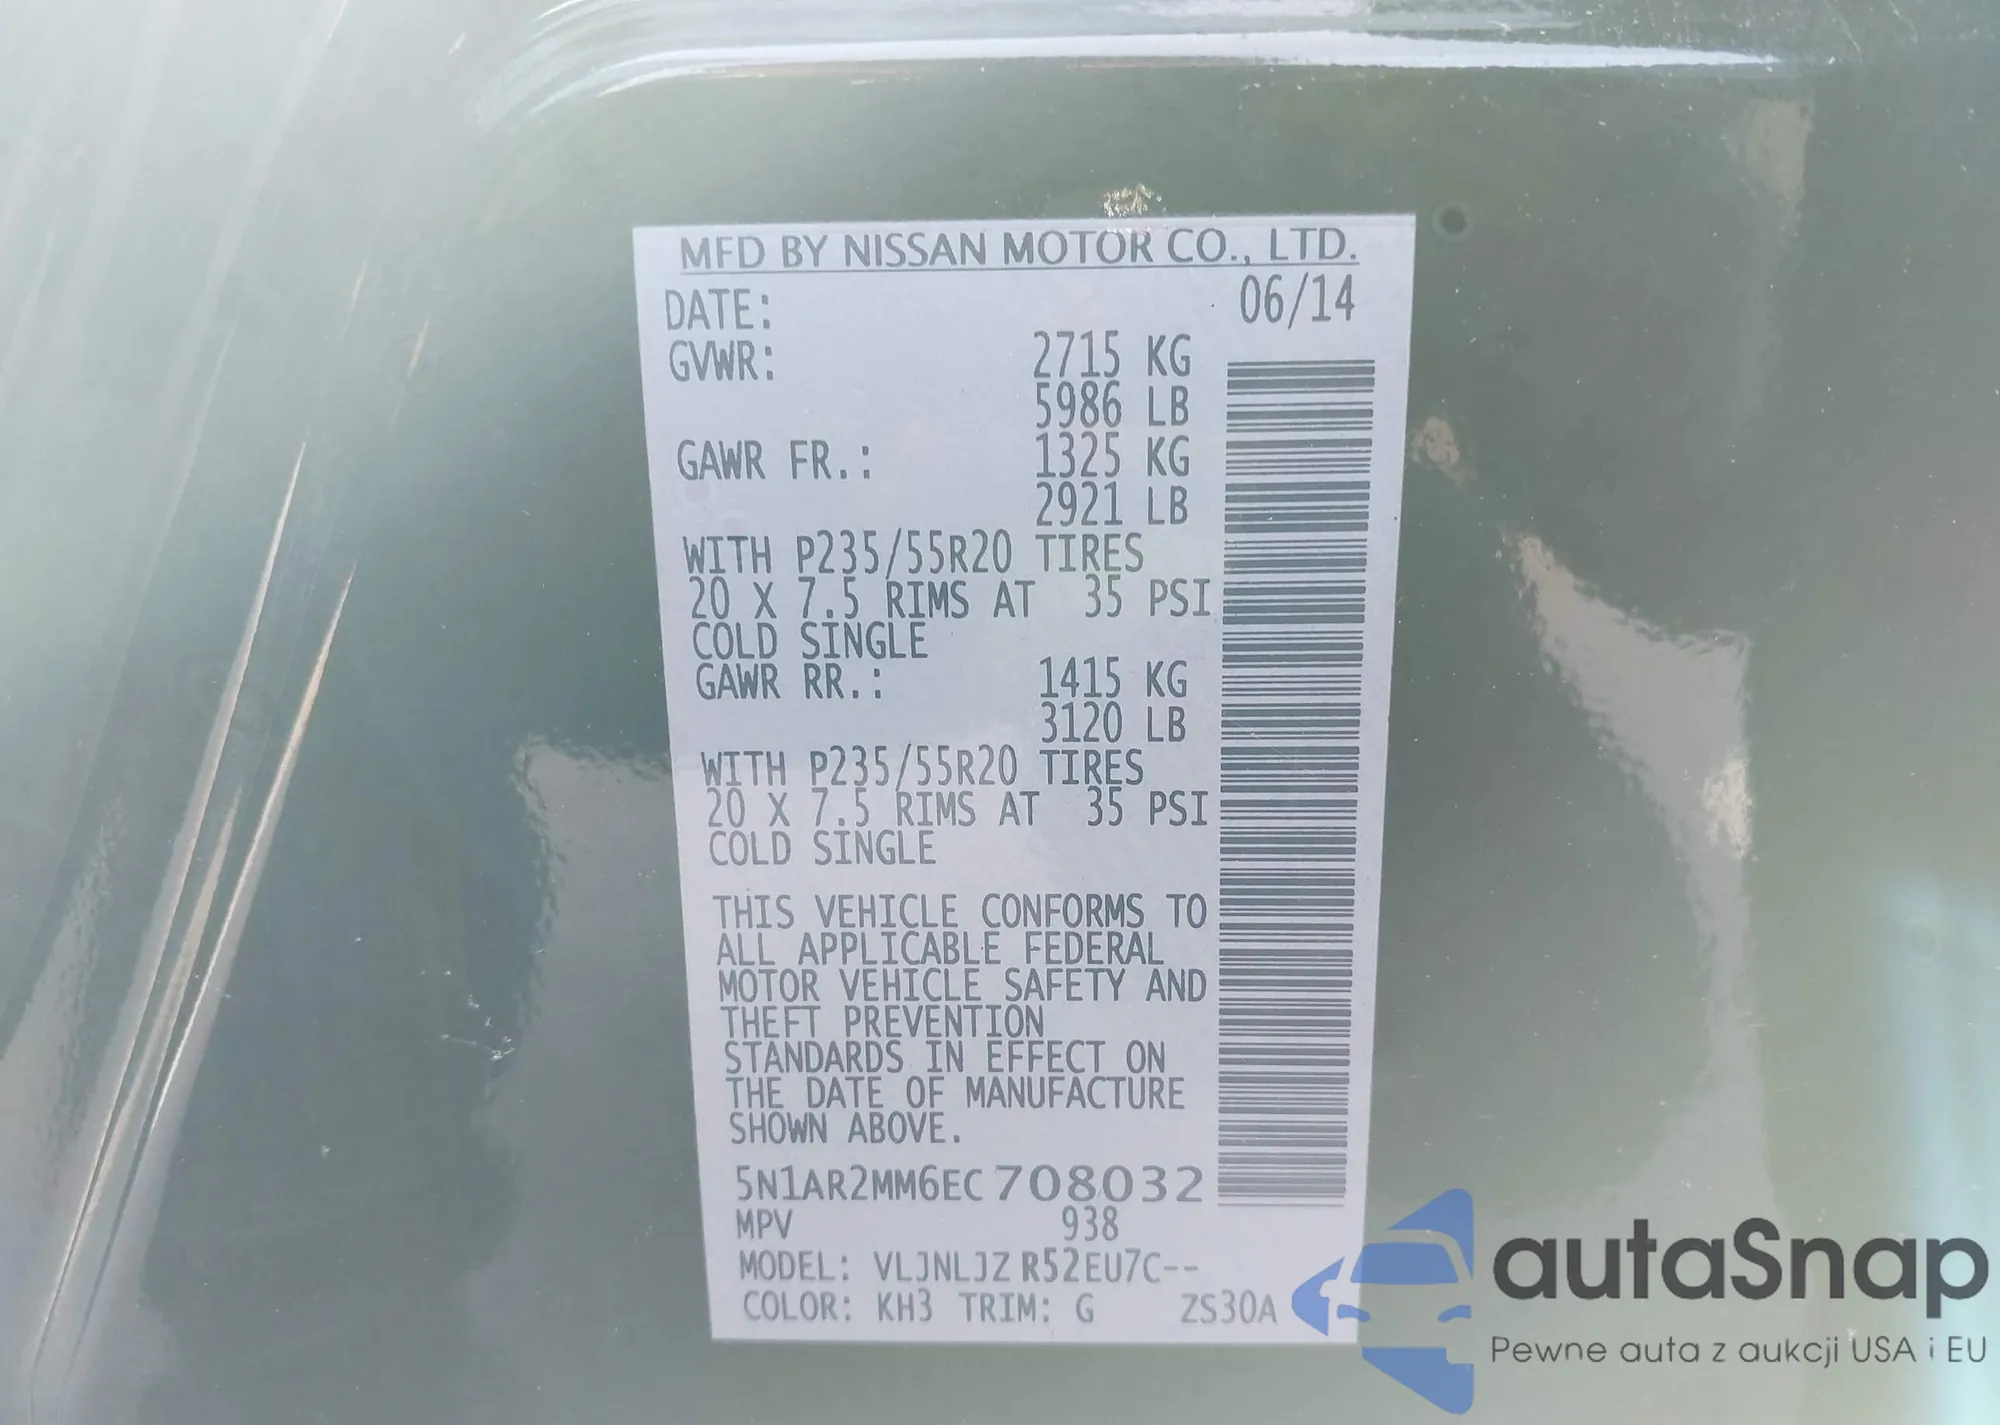 MFD BY NISSAN MOTOR CO., LTD.
DATE: 06/14
GVWR: 2715 KG
5986 LB
GAWR FR.: 1325 KG
2921 LB
WITH P235/55R20 TIRES
20 X 7.5 RIMS AT 35 PSI
COLD SINGLE
GAWR RR.: 1415 KG
3120 LB
WITH P235/55R20 TIRES
20 X 7.5 RIMS AT 35 PSI
COLD SINGLE
THIS VEHICLE CONFORMS TO
ALL APPLICABLE FEDERAL
MOTOR VEHICLE SAFETY AND
THEFT PREVENTION
STANDARDS IN EFFECT ON
THE DATE OF MANUFACTURE
SHOWN ABOVE.
5N1AR2MM6EC708032
MPV 938
MODEL: VLJNLJZ R52EU7C--
COLOR: KH3 TRIM: G ZS30A
autaSnap
Pewne auta z aukcji USA i EU